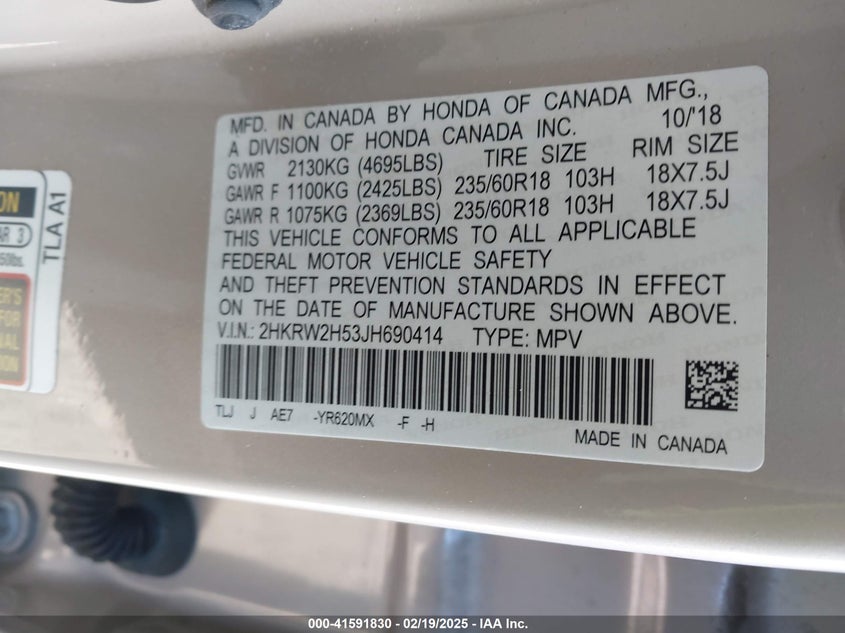 MFD. IN CANADA BY HONDA OF CANADA MFG.,
A DIVISION OF HONDA CANADA INC. 10/'18
GVWR 2130KG (4695LBS) TIRE SIZE RIM SIZE
GAWR F 1100KG (2425LBS) 235/60R18 103H 18X7.5J
GAWR R 1075KG (2369LBS) 235/60R18 103H 18X7.5J
THIS VEHICLE CONFORMS TO ALL APPLICABLE
FEDERAL MOTOR VEHICLE SAFETY
AND THEFT PREVENTION STANDARDS IN EFFECT
ON THE DATE OF MANUFACTURE SHOWN ABOVE.
V.I.N.: 2HKRW2H53JH690414 TYPE: MPV
TLJ J AE7 -YR620MX -F -H
MADE IN CANADA
TLA A1
000-41591830 — 02/19/2025 — IAA Inc.